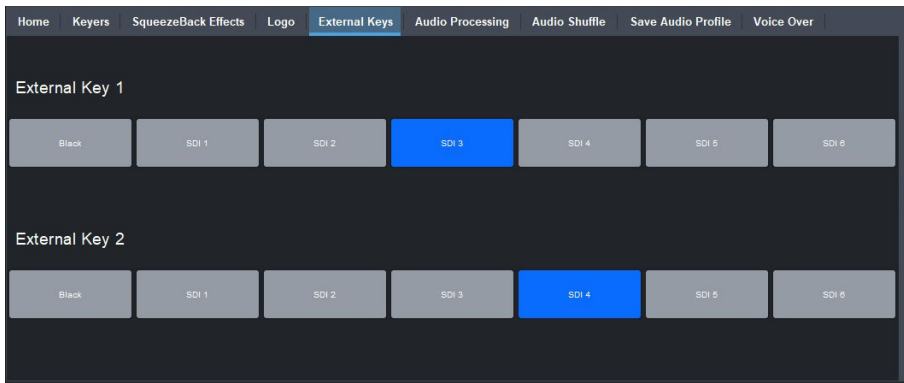 Home Keyers SqueezeBack Effects Logo External Keys Audio Processing Audio Shuffle Save Audio Profile Voice Over
External Key 1
Black SDI 1 SDI 2 SDI 3 SDI 4 SDI 5 SDI 6
External Key 2
Black SDI 1 SDI 2 SDI 3 SDI 4 SDI 5 SDI 6